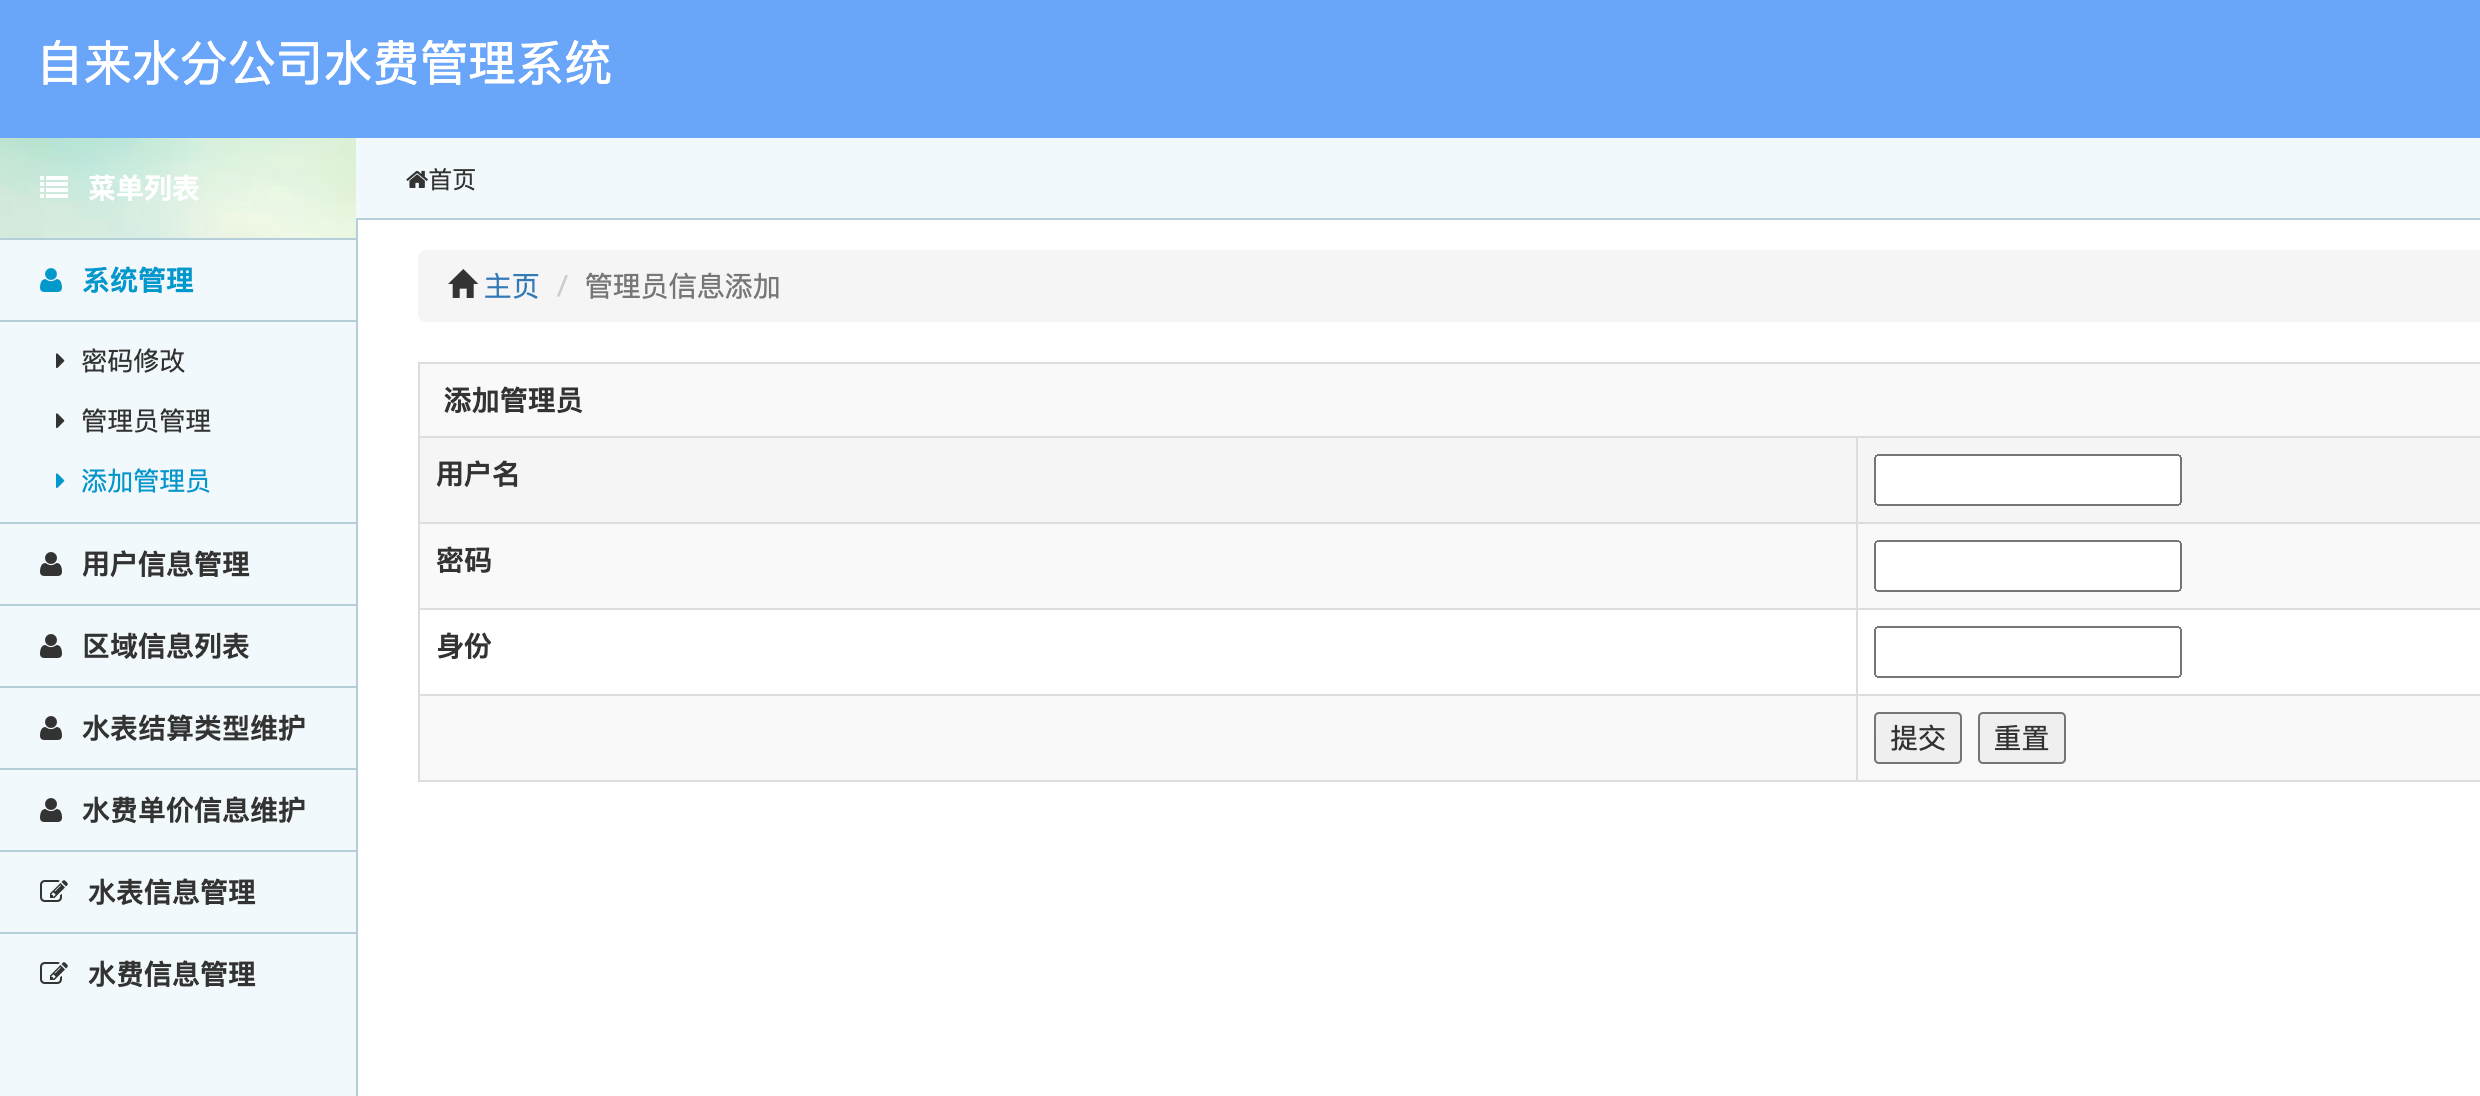 自来水分公司水费管理系统
菜单列表
首页
系统管理
密码修改
管理员管理
添加管理员
用户信息管理
区域信息列表
水表结算类型维护
水费单价信息维护
水表信息管理
水费信息管理
主页 / 管理员信息添加
添加管理员
用户名
密码
身份
提交 重置